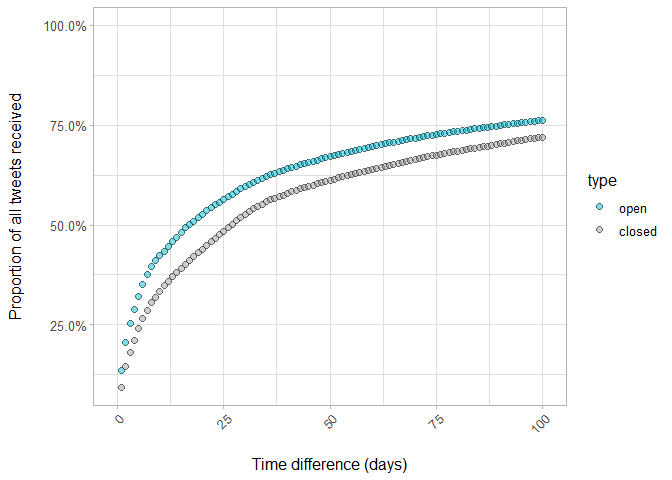 100.0%
75.0%
50.0%
25.0%
Proportion of all tweets received
0
25
50
75
100
Time difference (days)
type
open
closed